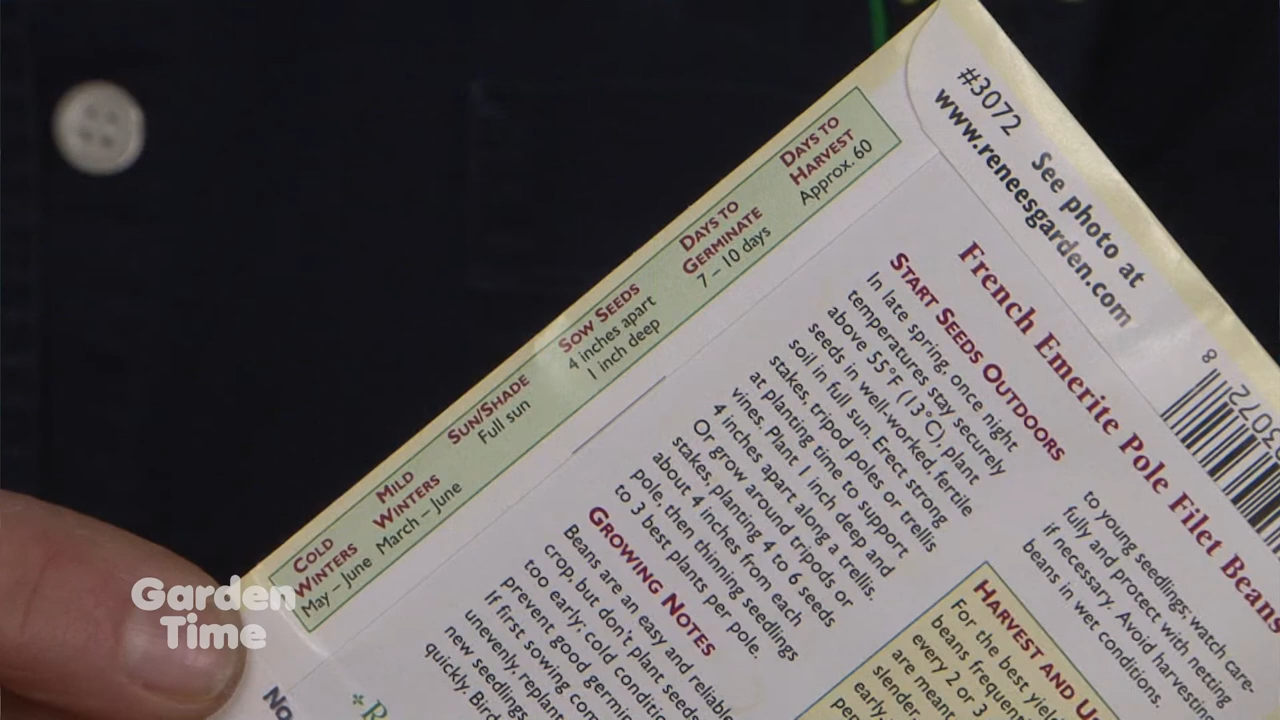 #3072 See photo at
www.reneesgarden.com
French Emerite Pole Filet Beans
COLD
WINTERS
May – June
MILD
WINTERS
March – June
SUN/SHADE
Full sun
SOW SEEDS
4 inches apart
1 inch deep
DAYS TO
GERMINATE
7 – 10 days
DAYS TO
HARVEST
Approx. 60
START SEEDS OUTDOORS
In late spring, once night
temperatures stay securely
above 55°F (13°C), plant
seeds in well-worked, fertile
soil in full sun. Erect strong
stakes, tripod poles or trellis
at planting time to support
vines. Plant 1 inch deep and
4 inches apart along a trellis.
Or grow around tripods or
stakes, planting 4 to 6 seeds
about 4 inches from each
pole, then thinning seedlings
to 3 best plants per pole.
GROWING NOTES
Beans are an easy and reliable
crop, but don't plant seeds
too early; cold
prevent good
If first sowing
unevenly, replant
new seedlings
quickly.
to young seedlings, watch care-
fully and protect with netting
if necessary. Avoid harvesting
beans in wet conditions.
HARVEST AND
For the best
beans
every 2 or 3
are meant
slender,
early,
8
Garden
Time